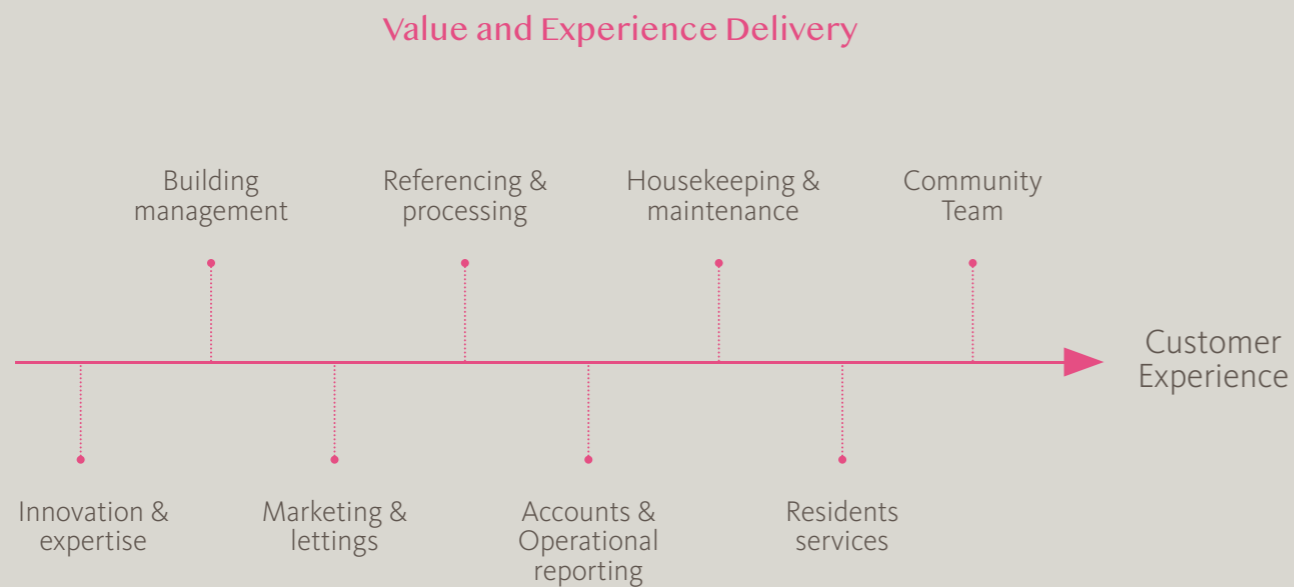 Value and Experience Delivery
Building
management
Referencing &
processing
Housekeeping &
maintenance
Community
Team
Customer
Experience
Innovation &
expertise
Marketing &
lettings
Accounts &
Operational
reporting
Residents
services